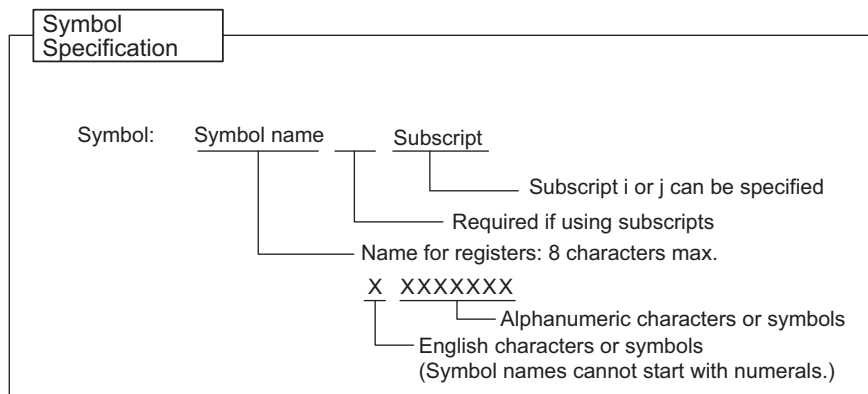 Symbol
Specification
Symbol: Symbol name Subscript
Subscript i or j can be specified
Required if using subscripts
Name for registers: 8 characters max.
X XXXXXXX
Alphanumeric characters or symbols
English characters or symbols
(Symbol names cannot start with numerals.)